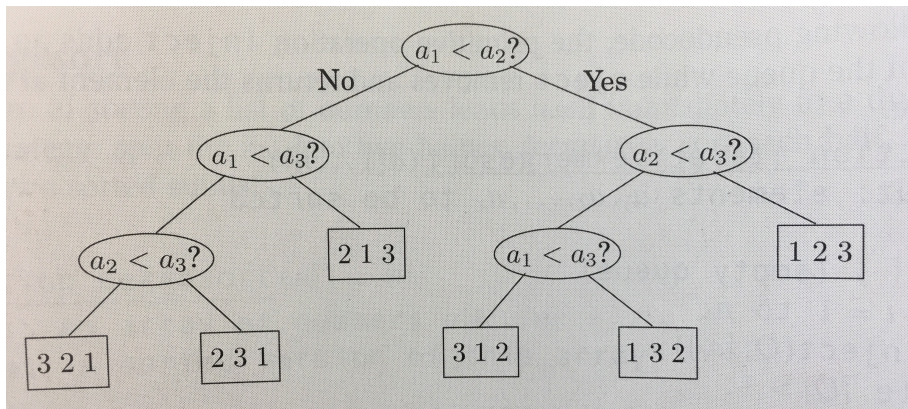 a₁ < a₂?
No Yes
a₁ < a₃? a₂ < a₃?
a₂ < a₃? 2 1 3 a₁ < a₃? 1 2 3
3 2 1 2 3 1 3 1 2 1 3 2